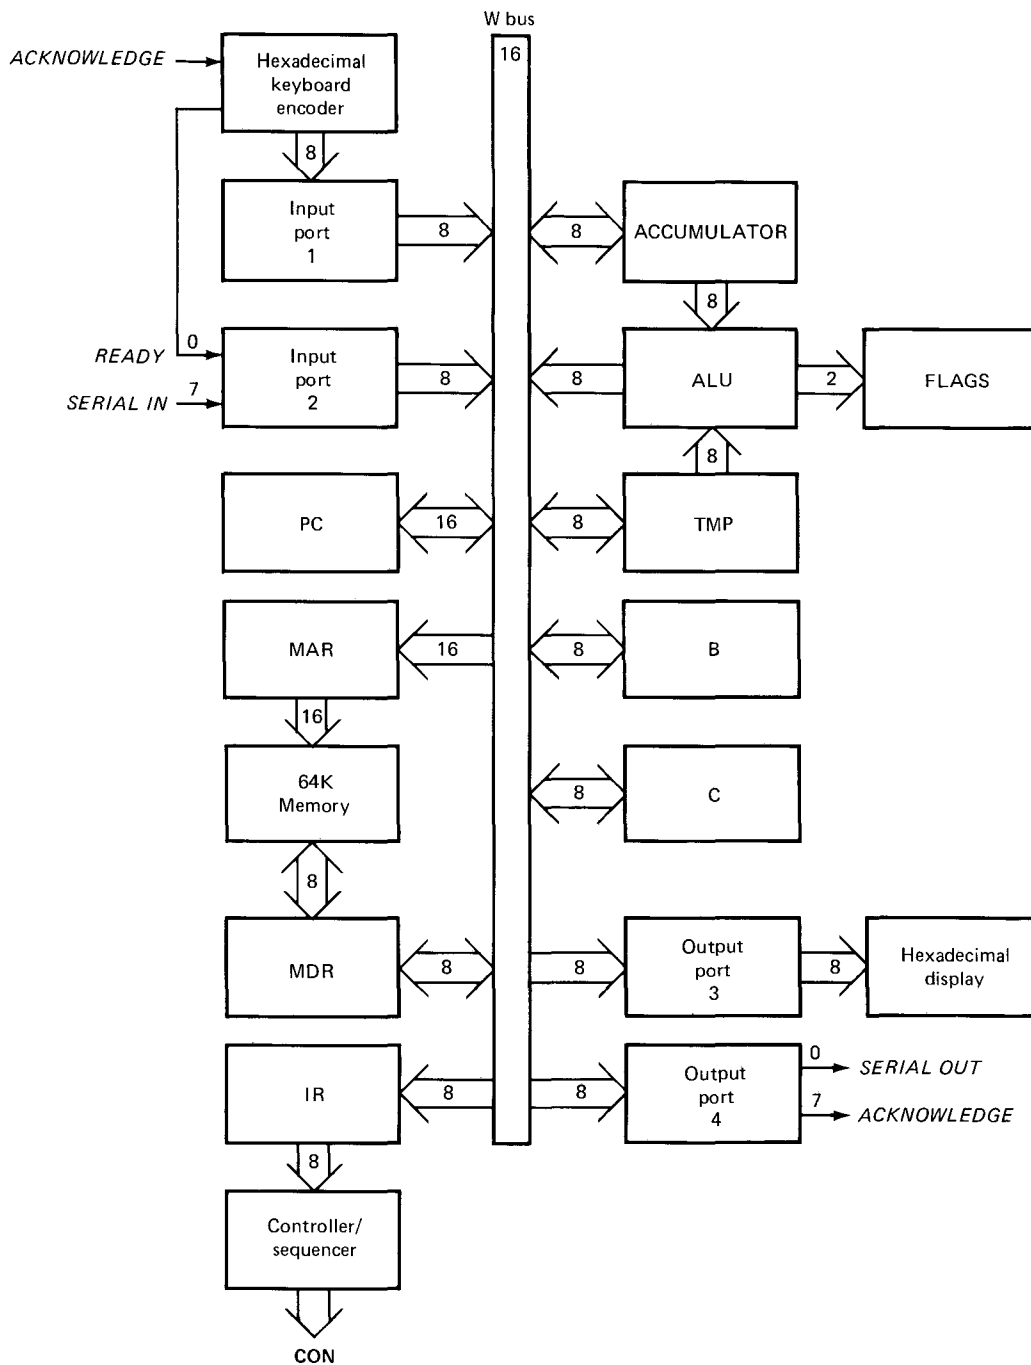 W bus
16
ACKNOWLEDGE
Hexadecimal
keyboard
encoder
8
Input
port
1
8
8
ACCUMULATOR
8
READY
0
SERIAL IN
7
Input
port
2
8
8
ALU
2
FLAGS
8
PC
16
8
TMP
MAR
16
8
B
16
64K
Memory
8
C
8
MDR
8
8
Output
port
3
8
Hexadecimal
display
IR
8
8
Output
port
4
0
SERIAL OUT
7
ACKNOWLEDGE
8
Controller/
sequencer
CON